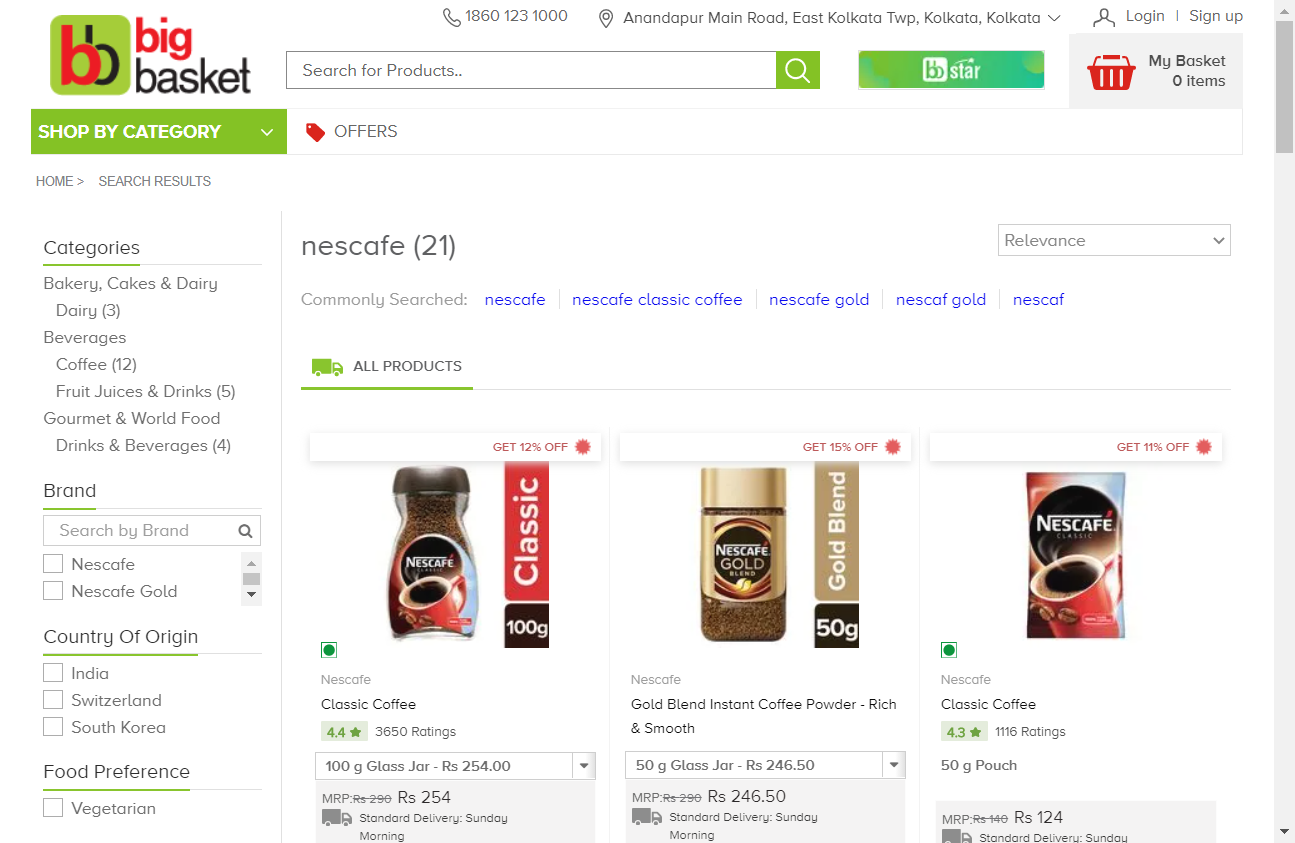 1860 123 1000
Anandapur Main Road, East Kolkata Twp, Kolkata, Kolkata
Login | Sign up
bb big
basket
Search for Products..
bb star
My Basket
0 items
SHOP BY CATEGORY
OFFERS
HOME > SEARCH RESULTS
Categories
Bakery, Cakes & Dairy
Dairy (3)
Beverages
Coffee (12)
Fruit Juices & Drinks (5)
Gourmet & World Food
Drinks & Beverages (4)
Brand
Search by Brand
Nescafe
Nescafe Gold
Country Of Origin
India
Switzerland
South Korea
Food Preference
Vegetarian
nescafe (21)
Relevance
Commonly Searched: nescafe nescafe classic coffee nescafe gold nescaf gold nescaf
ALL PRODUCTS
GET 12% OFF
NESCAFÉ
CLASSIC
Classic
100g
Nescafe
Classic Coffee
4.4 ★ 3650 Ratings
100 g Glass Jar - Rs 254.00
MRP:Rs 290 Rs 254
Standard Delivery: Sunday
Morning
GET 15% OFF
NESCAFÉ
GOLD
BLEND
Gold Blend
50g
Nescafe
Gold Blend Instant Coffee Powder - Rich
& Smooth
50 g Glass Jar - Rs 246.50
MRP:Rs 290 Rs 246.50
Standard Delivery: Sunday
Morning
GET 11% OFF
NESCAFÉ
CLASSIC
Nescafe
Classic Coffee
4.3 ★ 1116 Ratings
50 g Pouch
MRP:Rs 140 Rs 124
Standard Delivery: Sunday